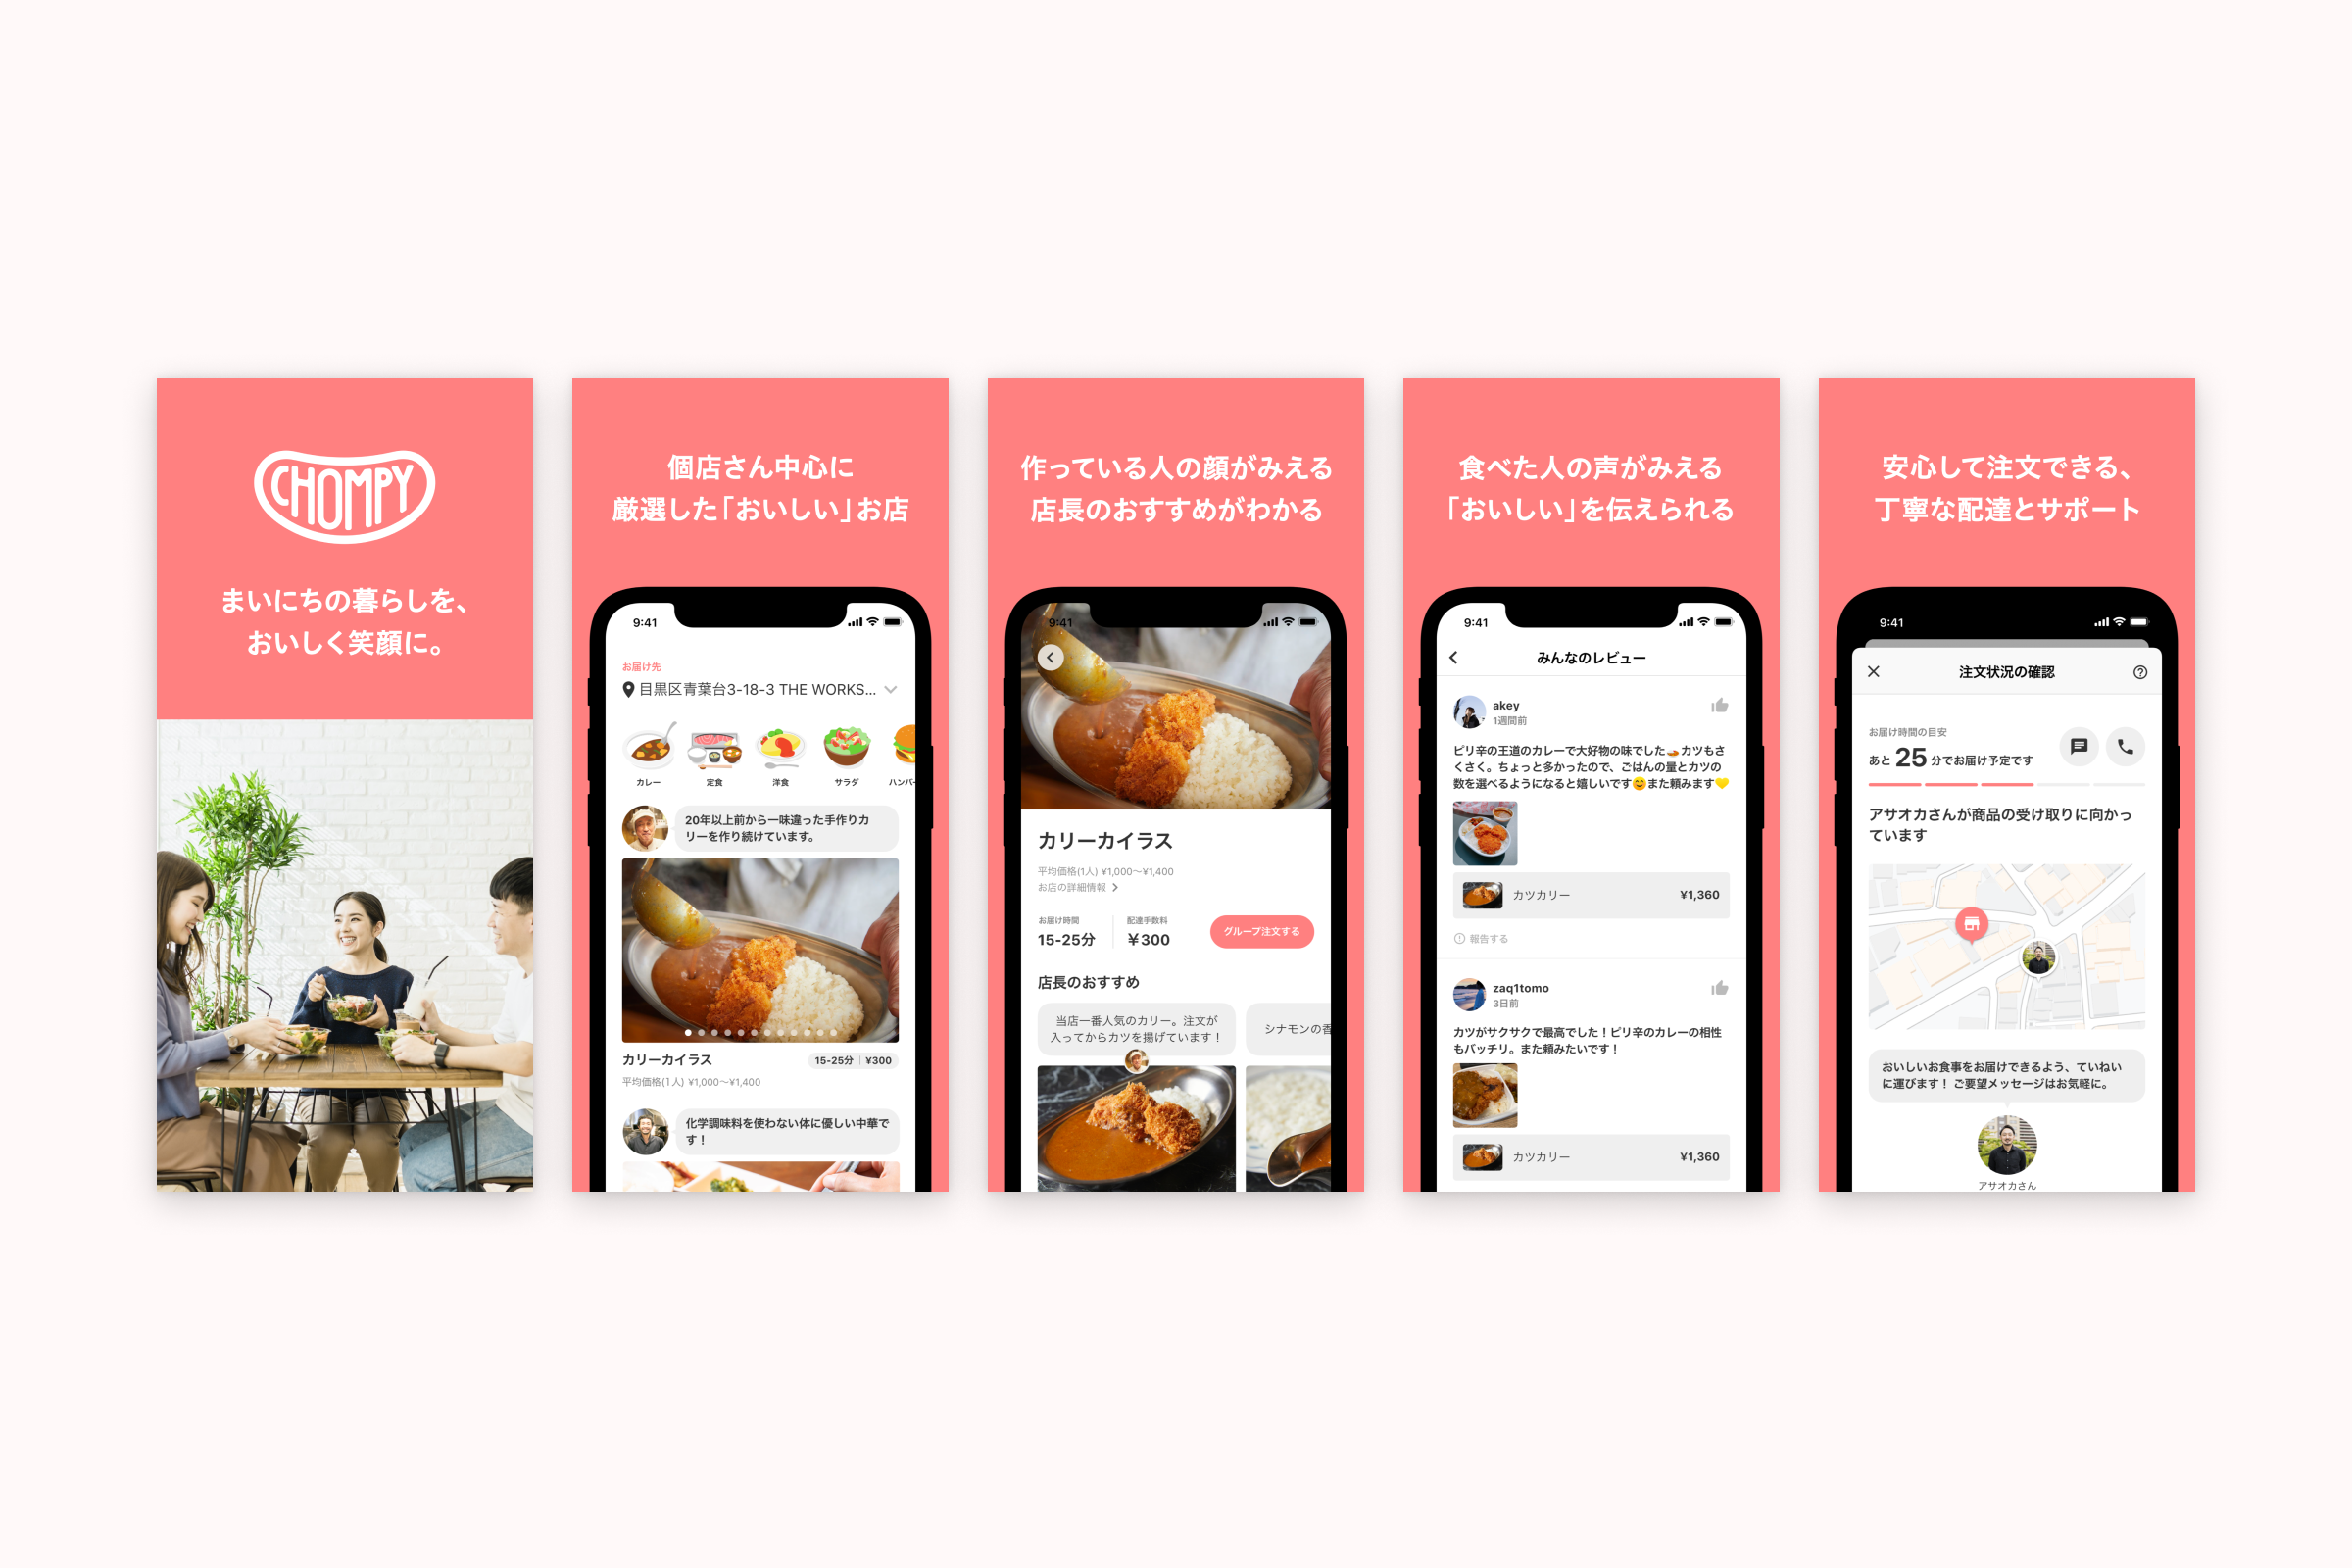 CHOMPY
まいにちの暮らしを、
おいしく笑顔に。
個店さん中心に
厳選した「おいしい」お店
9:41
お届け先
目黒区青葉台3-18-3 THE WORKS...
カレー
定食
洋食
サラダ
ハンバー
20年以上前から一味違った手作りカ
リーを作り続けています。
カリーカイラス
15-25分 | ¥300
平均価格(1人) ¥1,000〜¥1,400
化学調味料を使わない体に優しい中華で
す！
作っている人の顔がみえる
店長のおすすめがわかる
9:41
カリーカイラス
平均価格(1人) ¥1,000〜¥1,400
お店の詳細情報
お届け時間
15-25分
配達手数料
¥300
グループ注文する
店長のおすすめ
当店一番人気のカリー。注文が
入ってからカツを揚げています！
シナモンの香
食べた人の声がみえる
「おいしい」を伝えられる
9:41
みんなのレビュー
akey
1週間前
ピリ辛の王道のカレーで大好物の味でした🍛カツもさ
くさく。ちょっと多かったので、ごはんの量とカツの
数を選べるようになると嬉しいです😊また頼みます💛
カツカリー ¥1,360
報告する
zaq1tomo
3日前
カツがサクサクで最高でした！ピリ辛のカレーの相性
もバッチリ。また頼みたいです！
カツカリー ¥1,360
安心して注文できる、
丁寧な配達とサポート
9:41
注文状況の確認
お届け時間の目安
あと 25 分でお届け予定です
アサオカさんが商品の受け取りに向かっ
ています
おいしいお食事をお届けできるよう、ていねい
に運びます！ ご要望メッセージはお気軽に。
アサオカさん